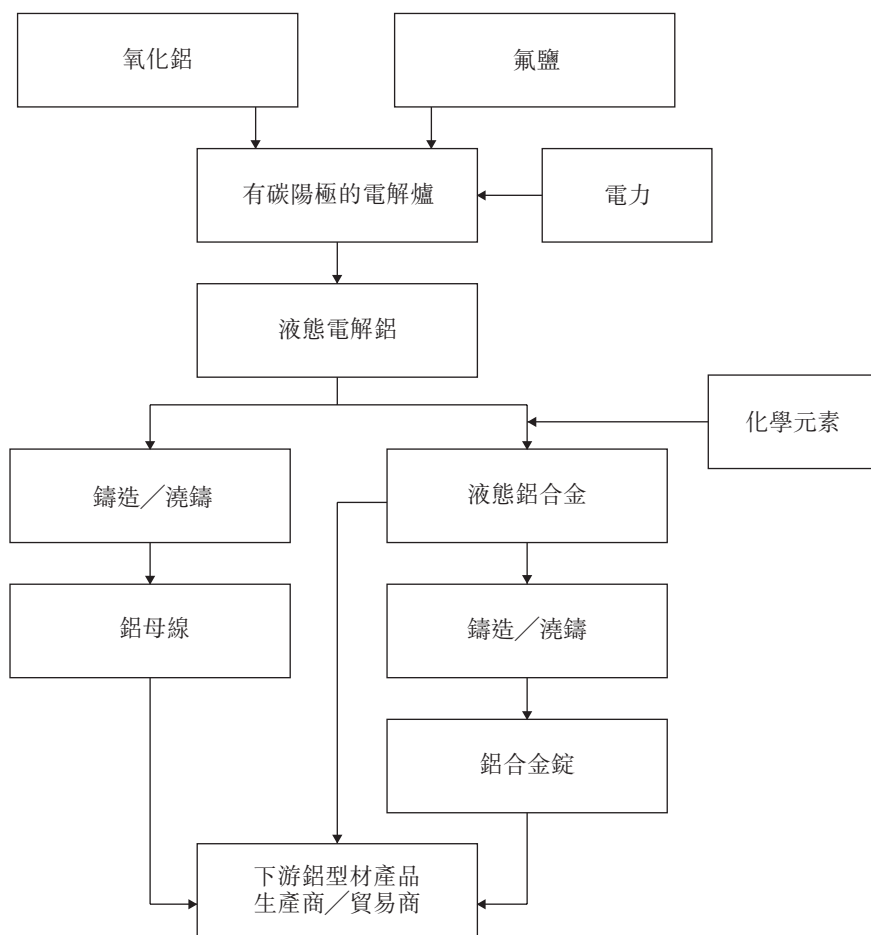 氧化鋁
氟鹽
有碳陽極的電解爐
電力
液態電解鋁
化學元素
鑄造╱澆鑄
液態鋁合金
鋁母線
鑄造╱澆鑄
鋁合金錠
下游鋁型材產品
生產商╱貿易商